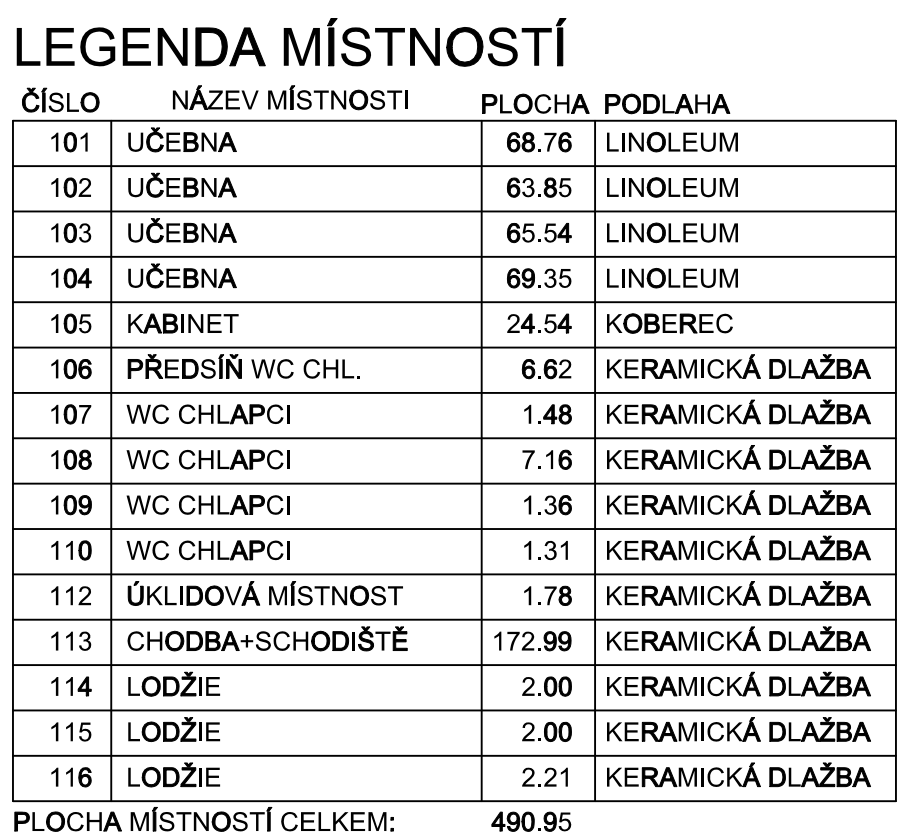 LEGENDA MÍSTNOSTÍ
ČÍSLO NÁZEV MÍSTNOSTI PLOCHA PODLAHA
101 UČEBNA 68.76 LINOLEUM
102 UČEBNA 63.85 LINOLEUM
103 UČEBNA 65.54 LINOLEUM
104 UČEBNA 69.35 LINOLEUM
105 KABINET 24.54 KOBEREC
106 PŘEDSÍŇ WC CHL. 6.62 KERAMICKÁ DLAŽBA
107 WC CHLAPCI 1.48 KERAMICKÁ DLAŽBA
108 WC CHLAPCI 7.16 KERAMICKÁ DLAŽBA
109 WC CHLAPCI 1.36 KERAMICKÁ DLAŽBA
110 WC CHLAPCI 1.31 KERAMICKÁ DLAŽBA
112 ÚKLIDOVÁ MÍSTNOST 1.78 KERAMICKÁ DLAŽBA
113 CHODBA+SCHODIŠTĚ 172.99 KERAMICKÁ DLAŽBA
114 LODŽIE 2.00 KERAMICKÁ DLAŽBA
115 LODŽIE 2.00 KERAMICKÁ DLAŽBA
116 LODŽIE 2.21 KERAMICKÁ DLAŽBA
PLOCHA MÍSTNOSTÍ CELKEM: 490.95